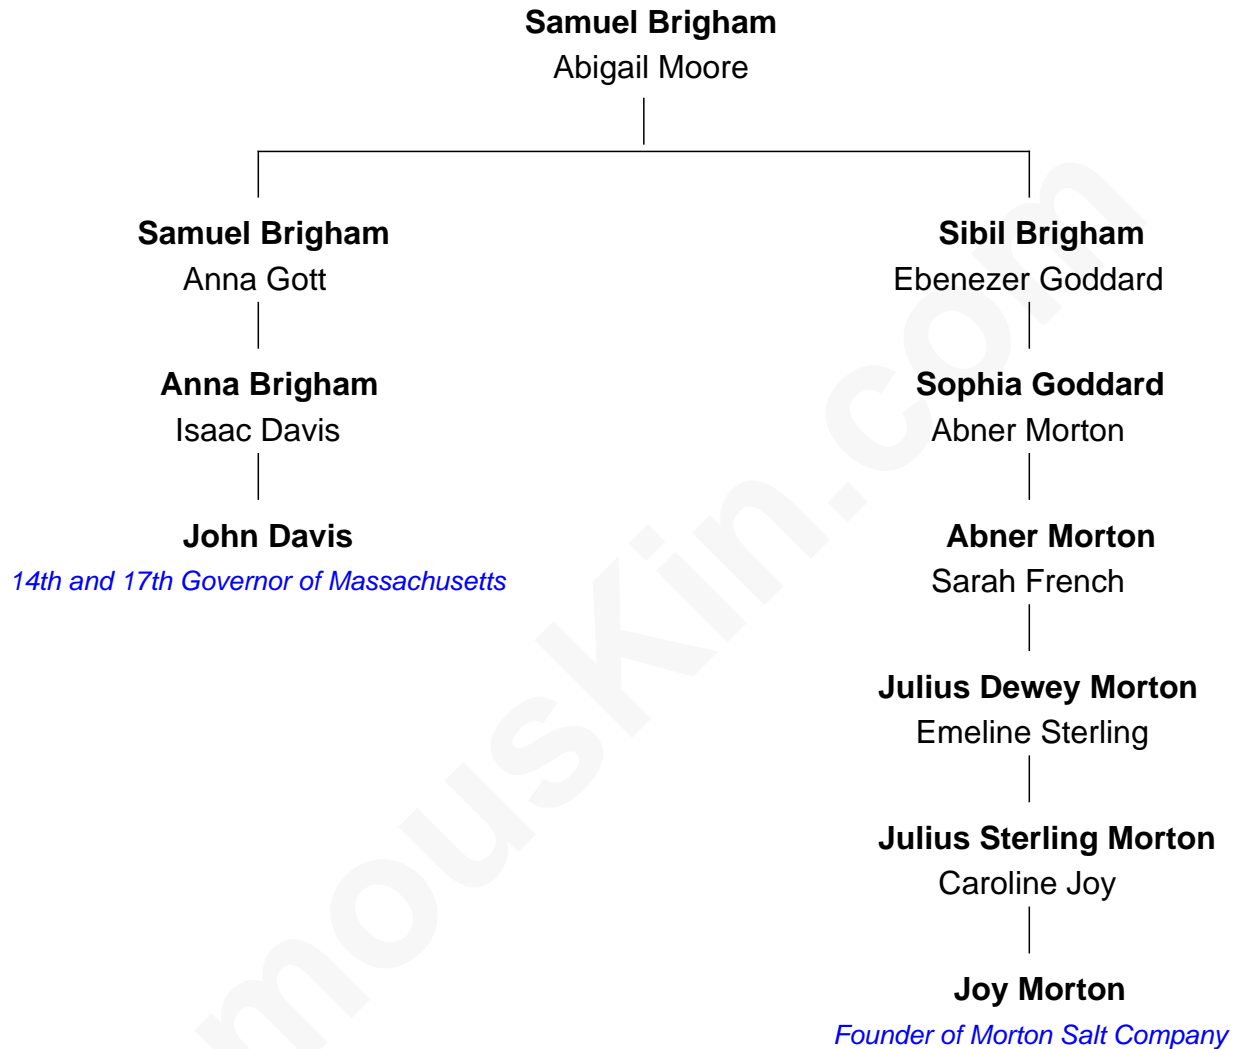 Samuel Brigham
Abigail Moore
Samuel Brigham
Anna Gott
Anna Brigham
Isaac Davis
John Davis
14th and 17th Governor of Massachusetts
Sibil Brigham
Ebenezer Goddard
Sophia Goddard
Abner Morton
Abner Morton
Sarah French
Julius Dewey Morton
Emeline Sterling
Julius Sterling Morton
Caroline Joy
Joy Morton
Founder of Morton Salt Company
mousKin.com